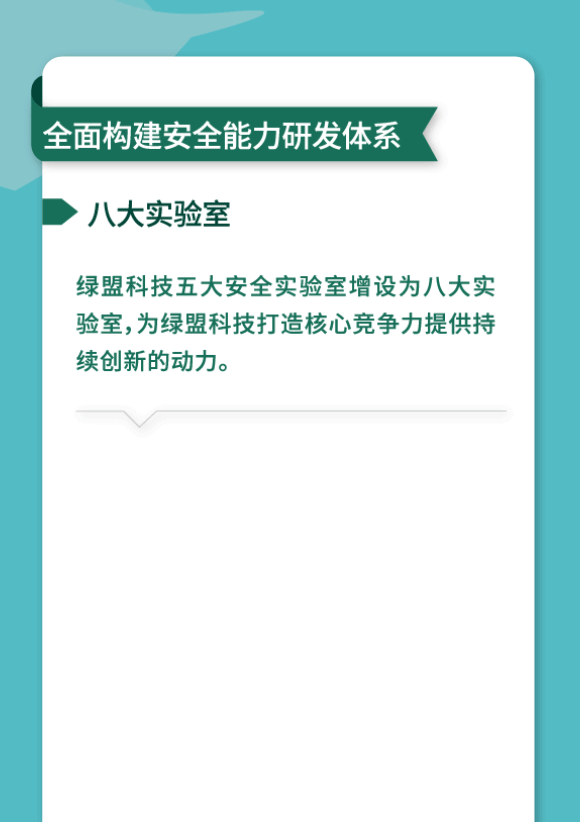 全面构建安全能力研发体系
八大实验室
绿盟科技五大安全实验室增设为八大实
验室，为绿盟科技打造核心竞争力提供持
续创新的动力。